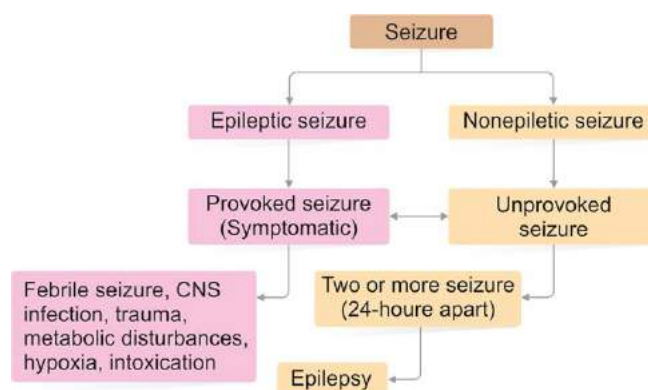 Seizure
Epileptic seizure
Nonepiletic seizure
Provoked seizure
(Symptomatic)
Unprovoked
seizure
Febrile seizure, CNS
infection, trauma,
metabolic disturbances,
hypoxia, intoxication
Two or more seizure
(24-houre apart)
Epilepsy